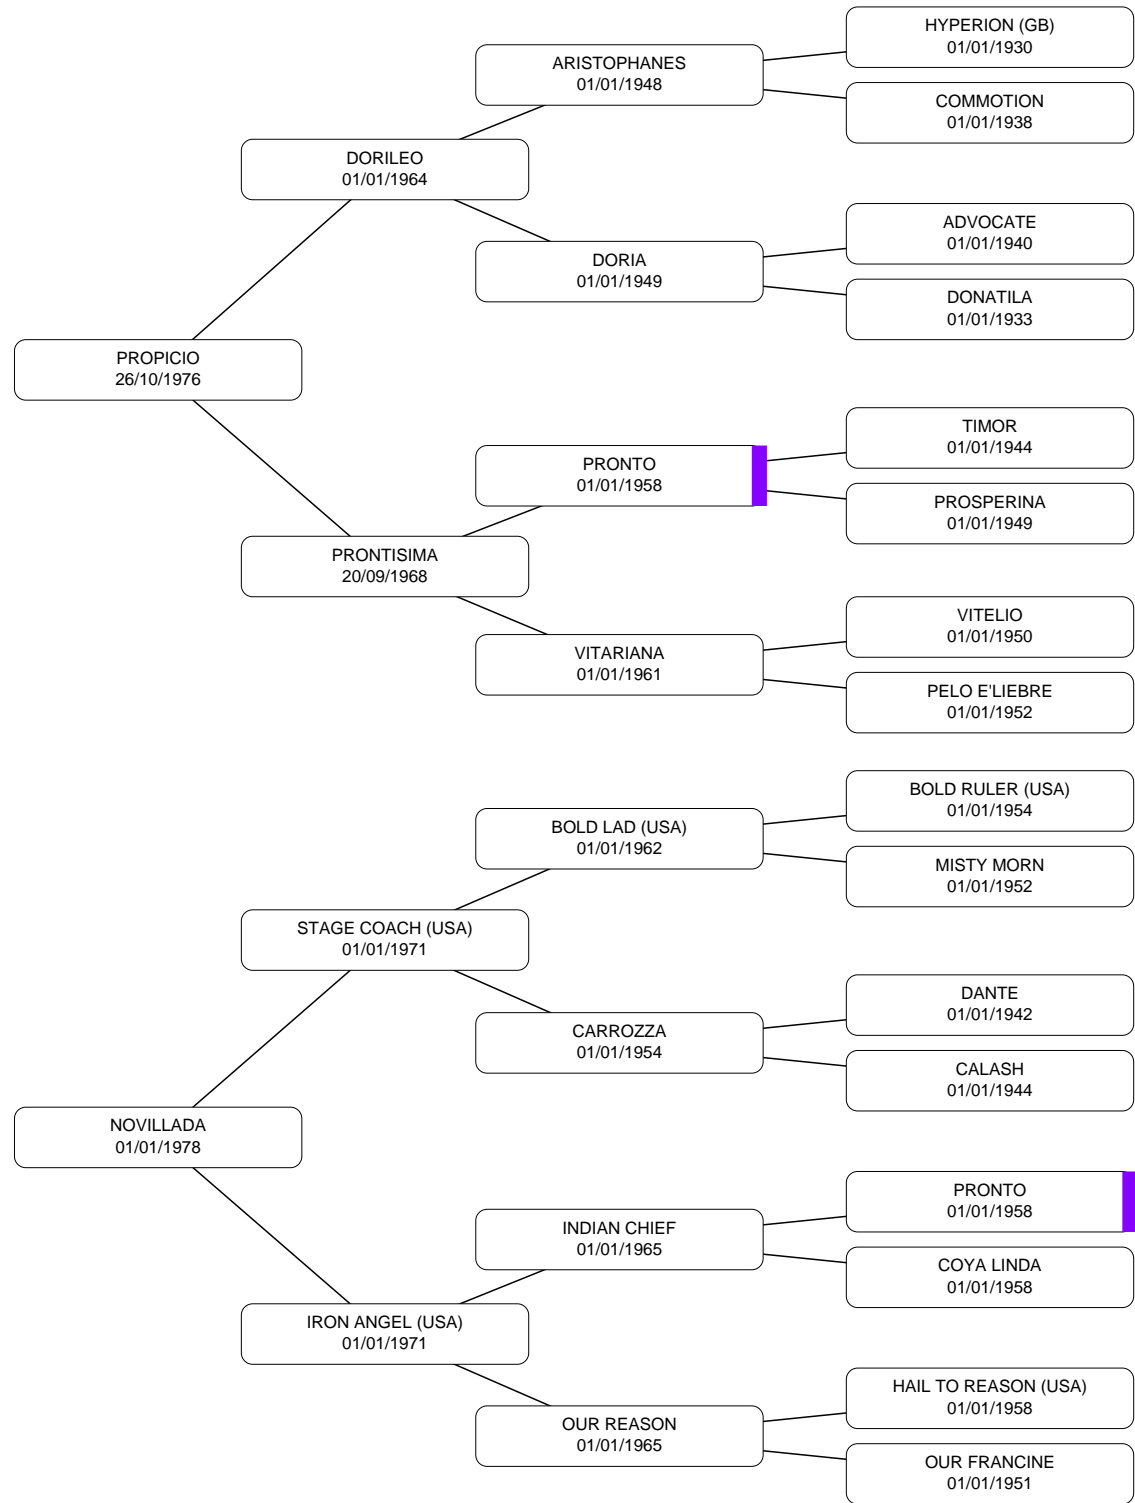 HYPERION (GB)
01/01/1930
ARISTOPHANES
01/01/1948
COMMOTION
01/01/1938
DORILEO
01/01/1964
ADVOCATE
01/01/1940
DORIA
01/01/1949
DONATILA
01/01/1933
PROPICIO
26/10/1976
TIMOR
01/01/1944
PRONTO
01/01/1958
PROSPERINA
01/01/1949
PRONTISIMA
20/09/1968
VITELIO
01/01/1950
VITARIANA
01/01/1961
PELO E'LIEBRE
01/01/1952
BOLD RULER (USA)
01/01/1954
BOLD LAD (USA)
01/01/1962
MISTY MORN
01/01/1952
STAGE COACH (USA)
01/01/1971
DANTE
01/01/1942
CARROZZA
01/01/1954
CALASH
01/01/1944
NOVILLADA
01/01/1978
PRONTO
01/01/1958
INDIAN CHIEF
01/01/1965
COYA LINDA
01/01/1958
IRON ANGEL (USA)
01/01/1971
HAIL TO REASON (USA)
01/01/1958
OUR REASON
01/01/1965
OUR FRANCINE
01/01/1951